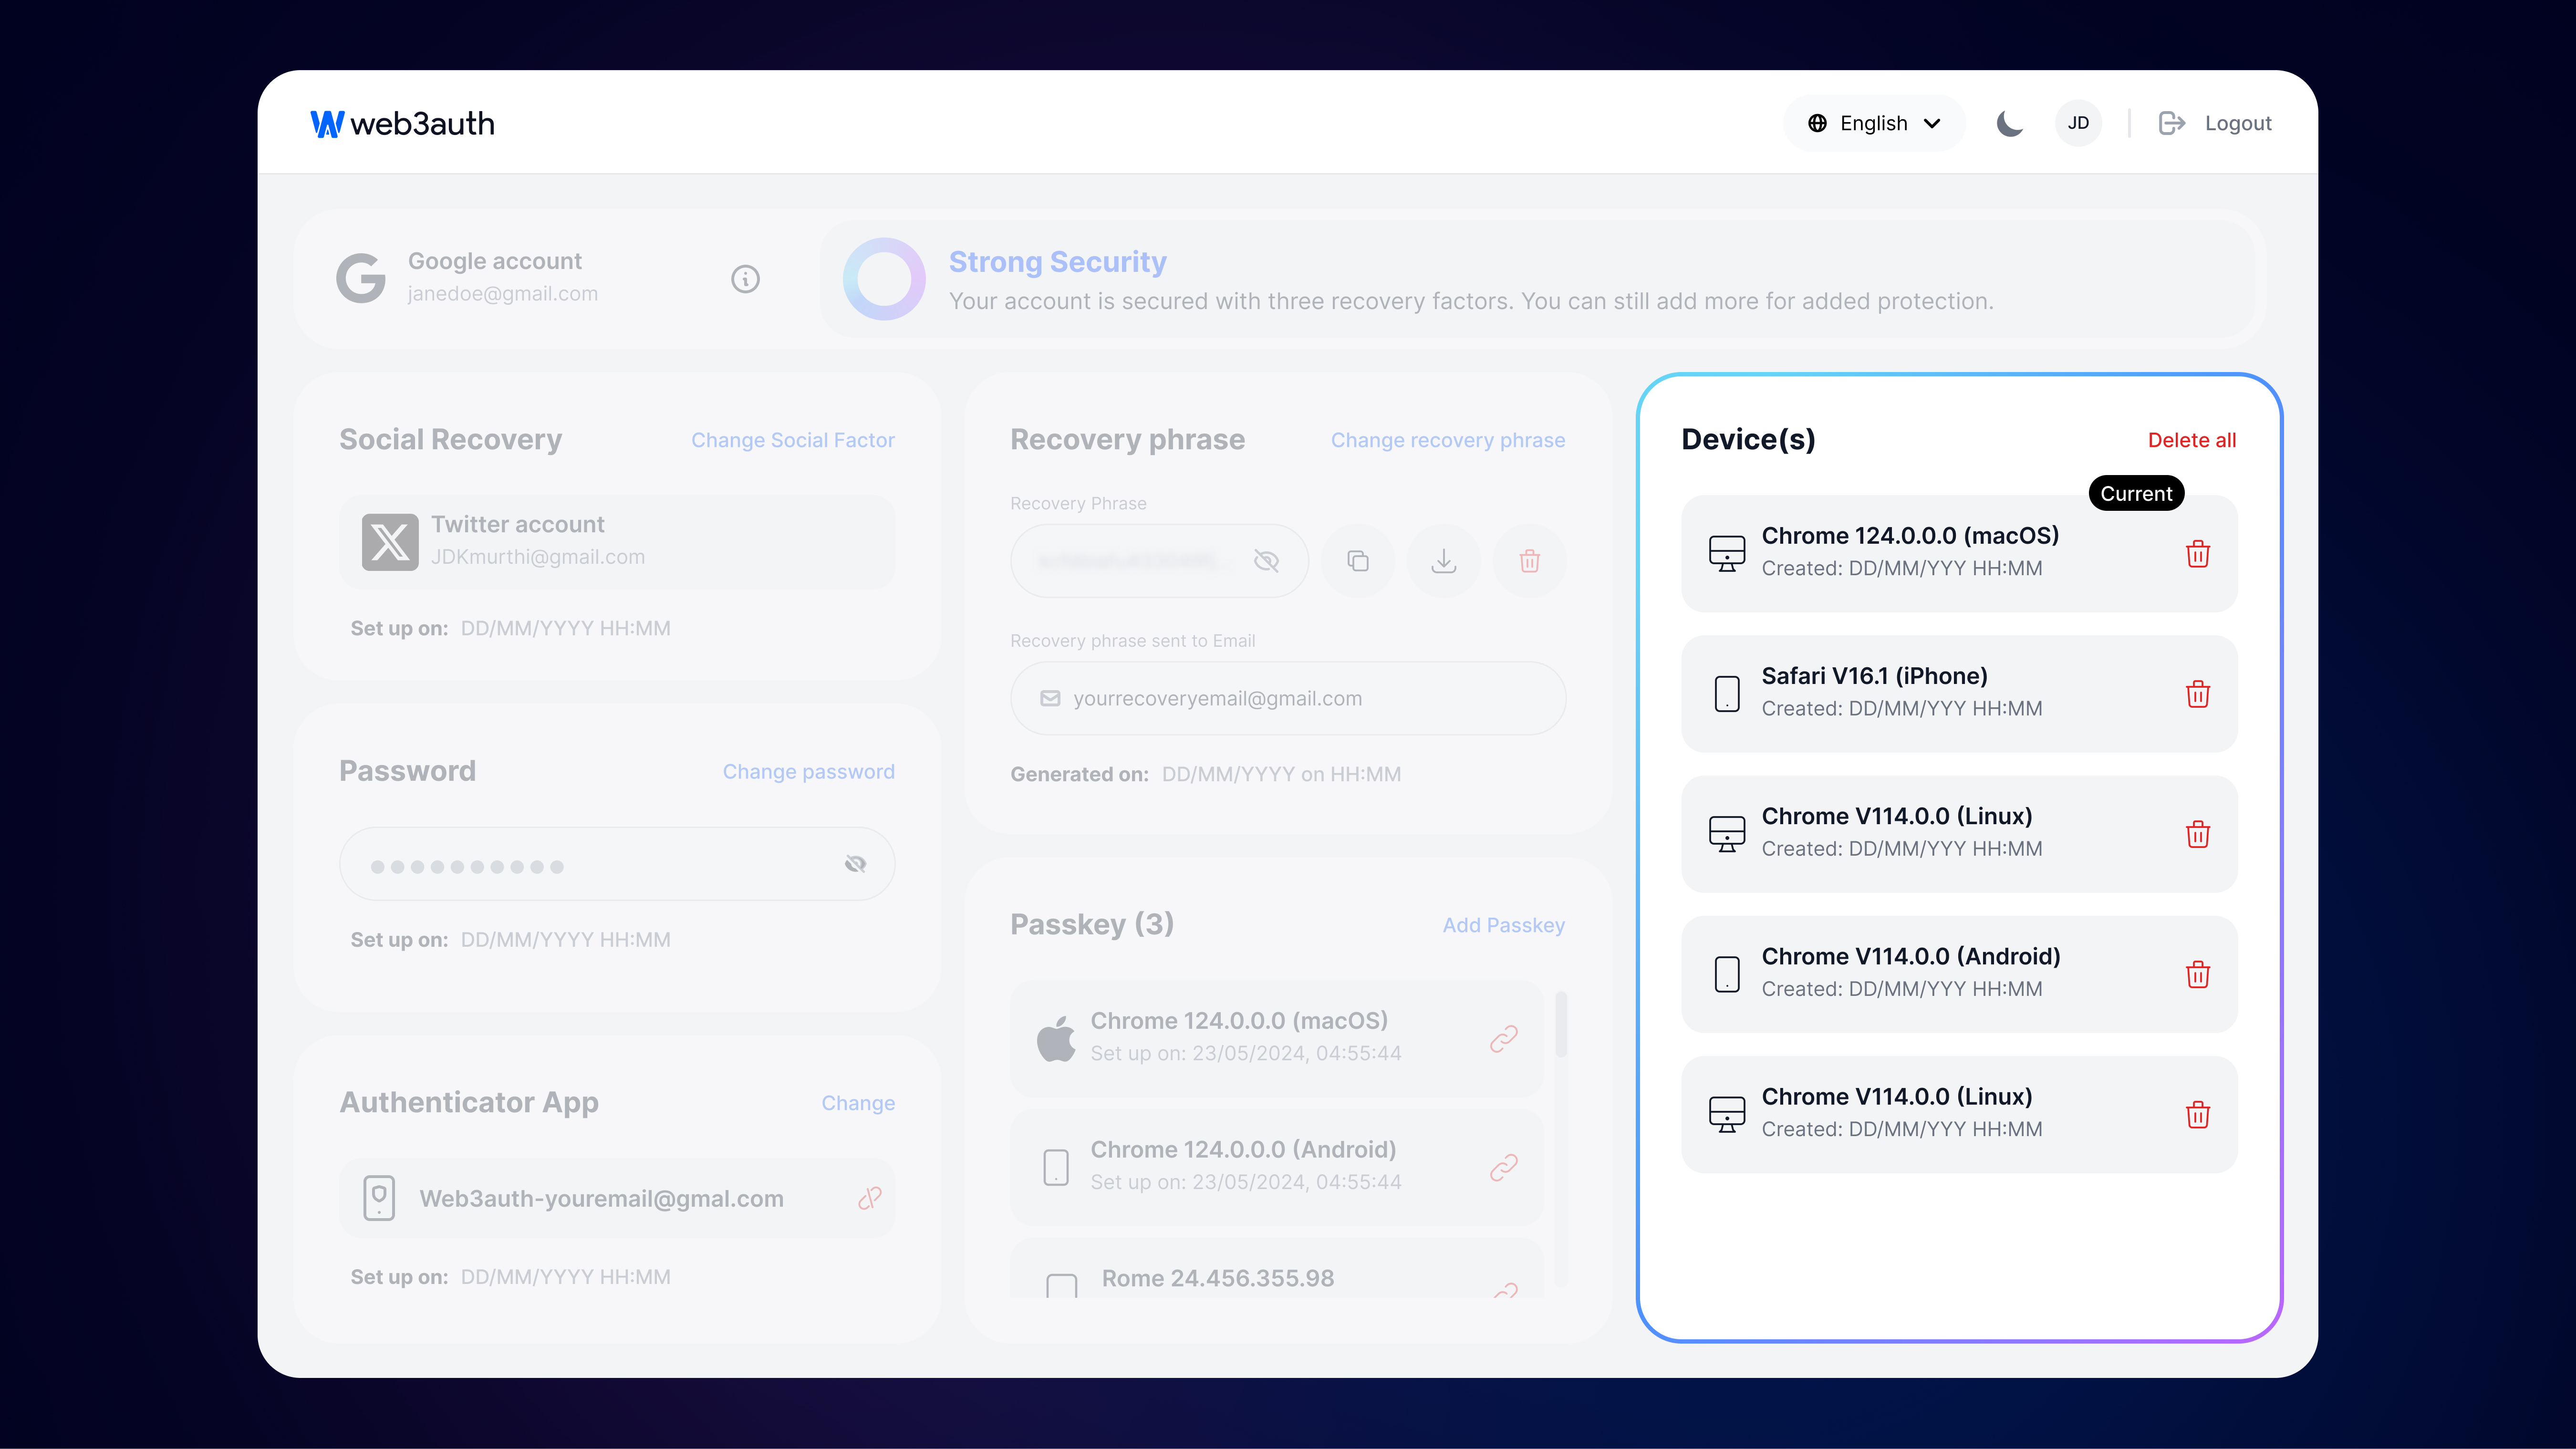 web3auth
English
JD
Logout
Google account
janedoe@gmail.com
Strong Security
Your account is secured with three recovery factors. You can still add more for added protection.
Social Recovery
Change Social Factor
Twitter account
JDKmurthi@gmail.com
Set up on: DD/MM/YYYY HH:MM
Password
Change password
Set up on: DD/MM/YYYY HH:MM
Authenticator App
Change
Web3auth-youremail@gmal.com
Set up on: DD/MM/YYYY HH:MM
Recovery phrase
Change recovery phrase
Recovery Phrase
Recovery phrase sent to Email
yourrecoveryemail@gmail.com
Generated on: DD/MM/YYYY on HH:MM
Passkey (3)
Add Passkey
Chrome 124.0.0.0 (macOS)
Set up on: 23/05/2024, 04:55:44
Chrome 124.0.0.0 (Android)
Set up on: 23/05/2024, 04:55:44
Rome 24.456.355.98
Device(s)
Delete all
Current
Chrome 124.0.0.0 (macOS)
Created: DD/MM/YYY HH:MM
Safari V16.1 (iPhone)
Created: DD/MM/YYY HH:MM
Chrome V114.0.0 (Linux)
Created: DD/MM/YYY HH:MM
Chrome V114.0.0 (Android)
Created: DD/MM/YYY HH:MM
Chrome V114.0.0 (Linux)
Created: DD/MM/YYY HH:MM